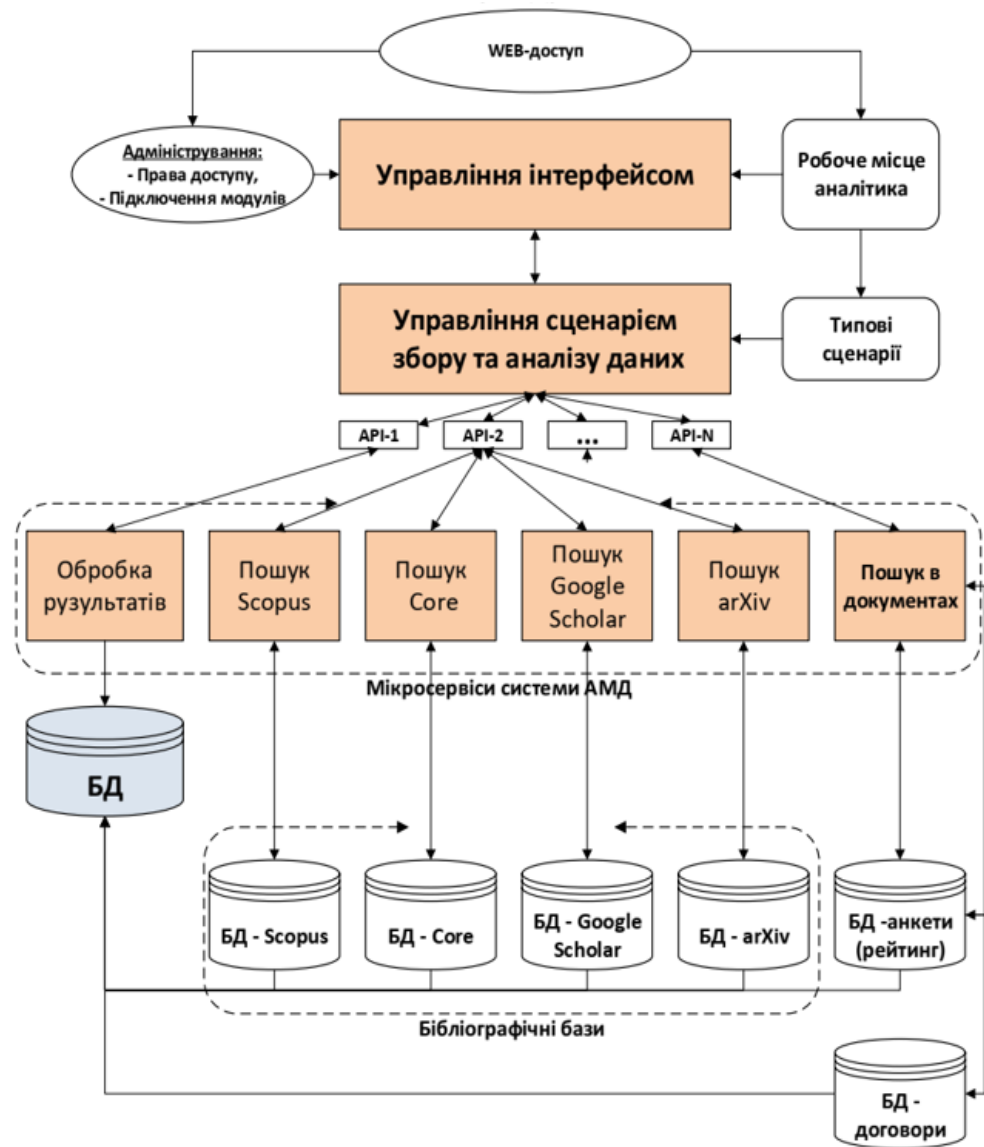 WEB-доступ
Адміністрування:
- Права доступу,
- Підключення модулів
Управління інтерфейсом
Робоче місце
аналітика
Управління сценарієм
збору та аналізу даних
Типові
сценарії
API-1
API-2
...
API-N
Обробка
рузультатів
Пошук
Scopus
Пошук
Core
Пошук
Google
Scholar
Пошук
arXiv
Пошук в
документах
Мікросервіси системи АМД
БД
БД - Scopus
БД - Core
БД - Google
Scholar
БД - arXiv
БД -анкети
(рейтинг)
Бібліографічні бази
БД -
договори